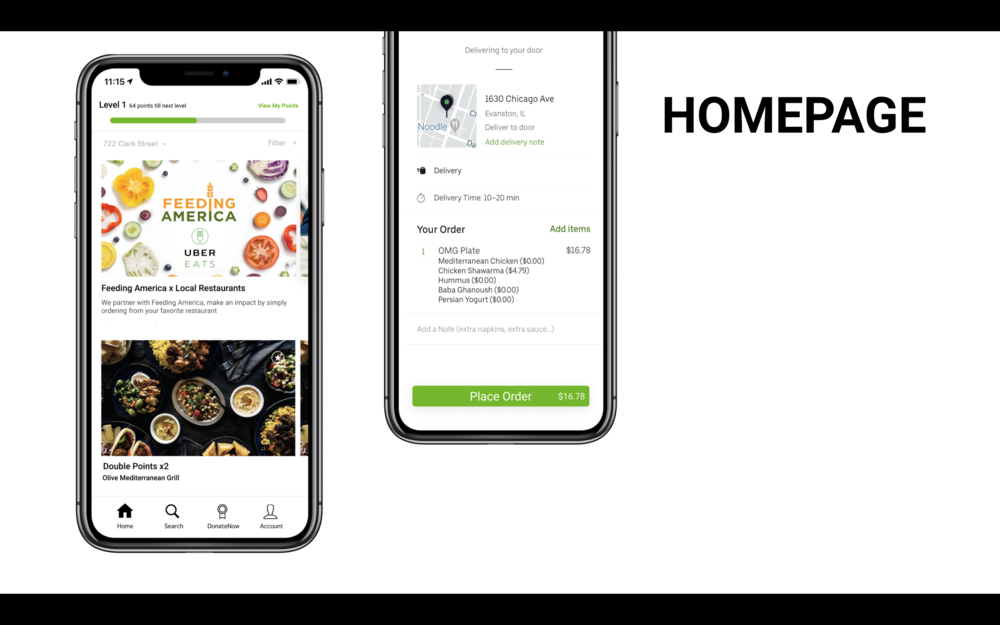 11:15
Level 1 64 points till next level
View My Points
722 Clark Street
Filter +
FEEDING
AMERICA
UBER
EATS
Feeding America x Local Restaurants
We partner with Feeding America, make an impact by simply
ordering from your favorite restaurant
Double Points x2
Olive Mediterranean Grill
Home
Search
DonateNow
Account
Delivering to your door
Noodle
1630 Chicago Ave
Evanston, IL
Deliver to door
Add delivery note
Delivery
Delivery Time: 10–20 min
Your Order
Add items
1 OMG Plate $16.78
Mediterranean Chicken ($0.00)
Chicken Shawarma ($4.79)
Hummus ($0.00)
Baba Ghanoush ($0.00)
Persian Yogurt ($0.00)
Add a Note (extra napkins, extra sauce...)
Place Order $16.78
HOMEPAGE